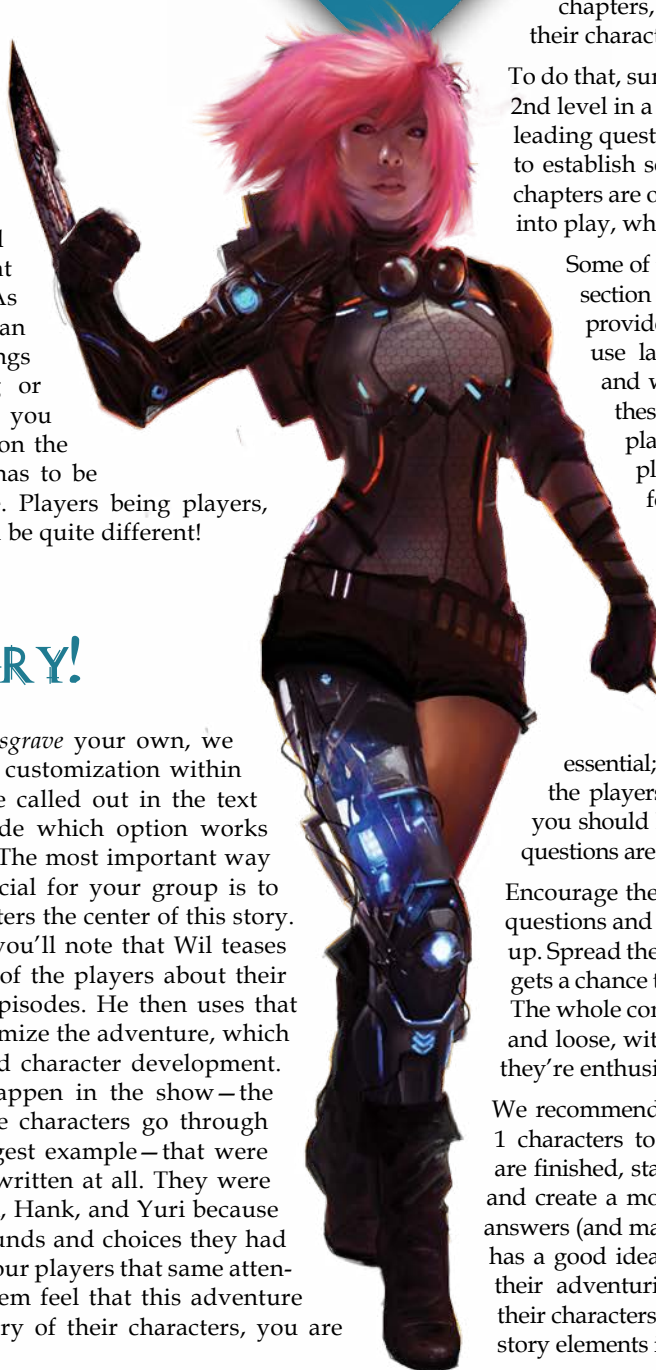 at
As
an
ngs
or
you
on the
has to be
. Players being players,
be quite different!
RY!
sgrave your own, we
customization within
e called out in the text
de which option works
The most important way
cial for your group is to
ters the center of this story.
you’ll note that Wil teases
of the players about their
pisodes. He then uses that
mize the adventure, which
d character development.
appen in the show—the
e characters go through
gest example—that were
written at all. They were
, Hank, and Yuri because
unds and choices they had
our players that same atten-
em feel that this adventure
ry of their characters, you are
chapters,
their charact
To do that, sur
2nd level in a
leading quest
to establish se
chapters are o
into play, wh
Some of
section
provide
use la
and w
thes
pla
pl
fo
essential;
the players
you should
questions are
Encourage the
questions and
up. Spread the
gets a chance t
The whole con
and loose, wit
they’re enthusi
We recommend
1 characters to
are finished, sta
and create a mo
answers (and ma
has a good idea
their adventuri
their characters
story elements